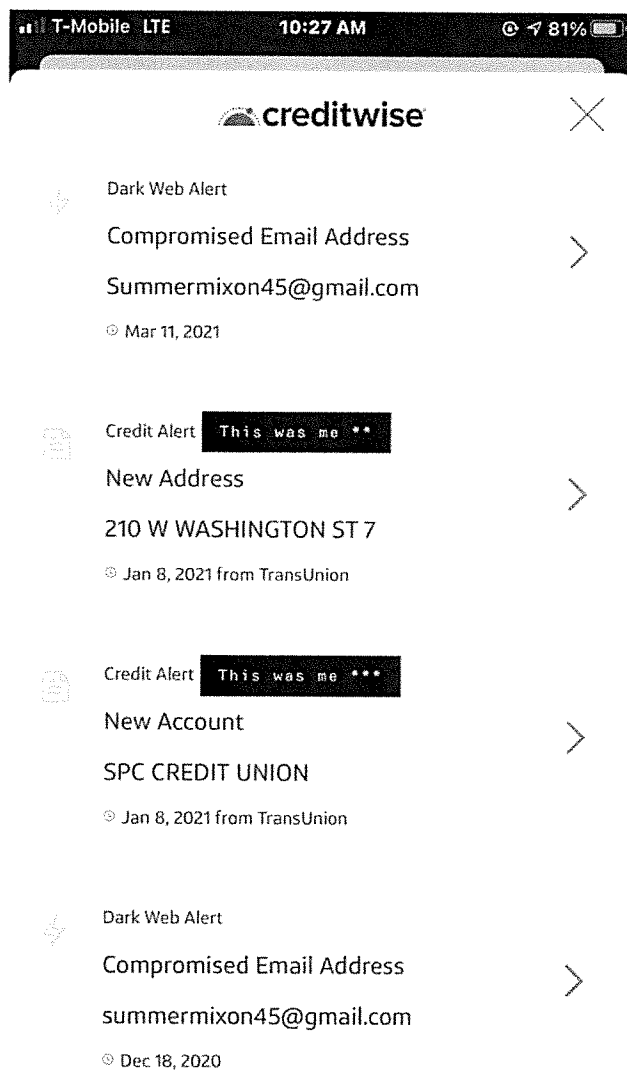 T-Mobile LTE 10:27 AM 81%
creditwise
Dark Web Alert
Compromised Email Address
Summermixon45@gmail.com
Mar 11, 2021
Credit Alert This was me **
New Address
210 W WASHINGTON ST 7
Jan 8, 2021 from TransUnion
Credit Alert This was me ***
New Account
SPC CREDIT UNION
Jan 8, 2021 from TransUnion
Dark Web Alert
Compromised Email Address
summermixon45@gmail.com
Dec 18, 2020